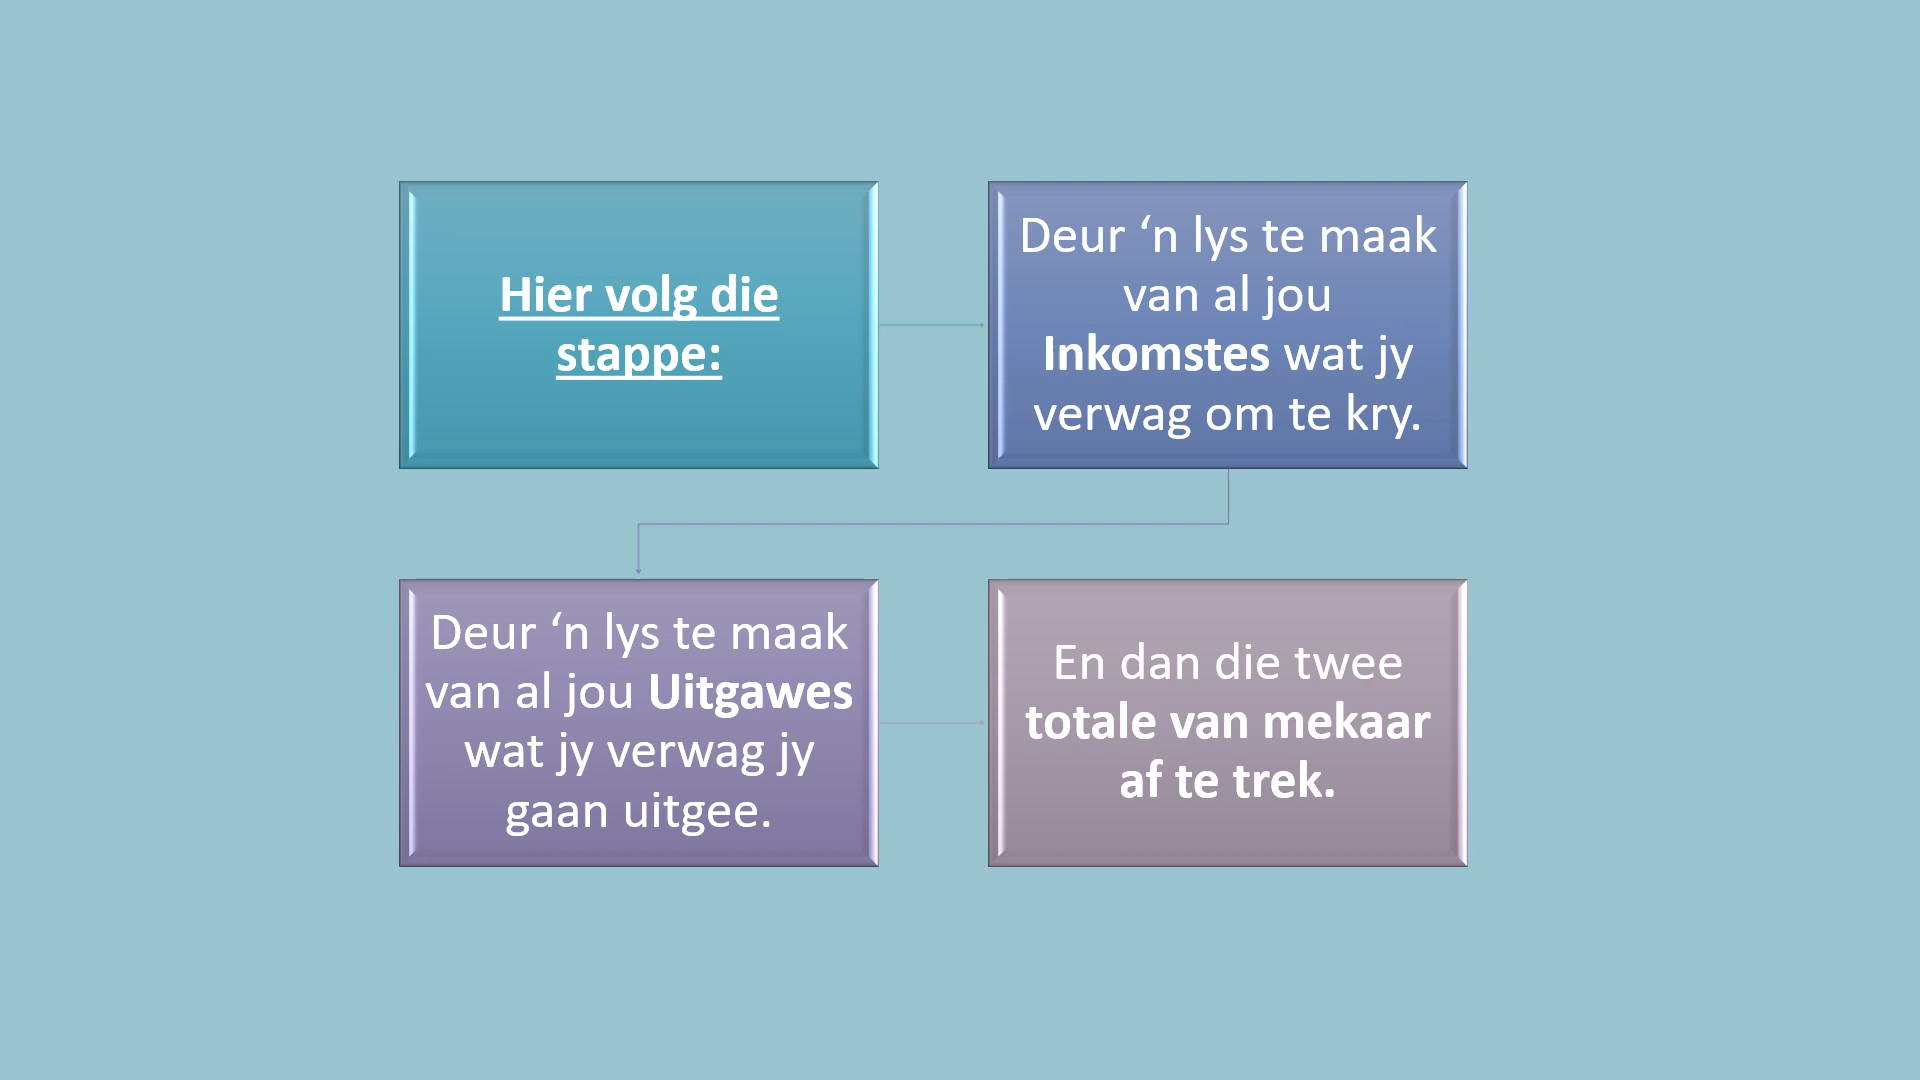 Hier volg die
stappe:
Deur ‘n lys te maak
van al jou
Inkomstes wat jy
verwag om te kry.
Deur ‘n lys te maak
van al jou Uitgawes
wat jy verwag jy
gaan uitgee.
En dan die twee
totale van mekaar
af te trek.